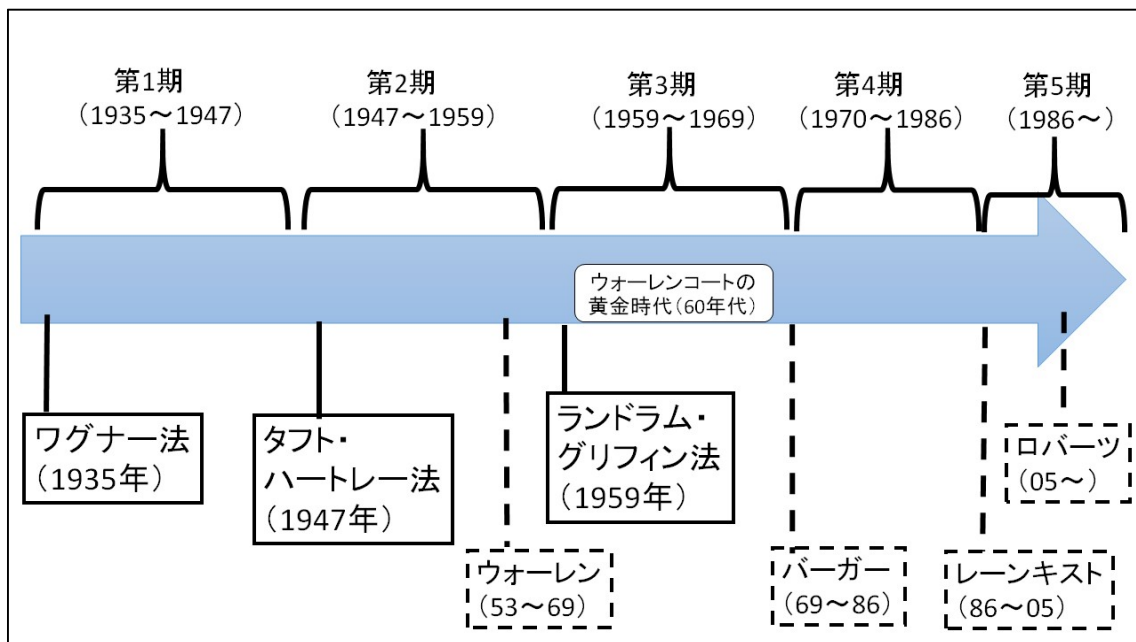 第1期
（1935～1947）
第2期
（1947～1959）
第3期
（1959～1969）
第4期
（1970～1986）
第5期
（1986～）
ウォーレンコートの
黄金時代（60年代）
ワグナー法
（1935年）
タフト・
ハートレー法
（1947年）
ランドラム・
グリフィン法
（1959年）
ロバーツ
（05～）
ウォーレン
（53～69）
バーガー
（69～86）
レーンキスト
（86～05）